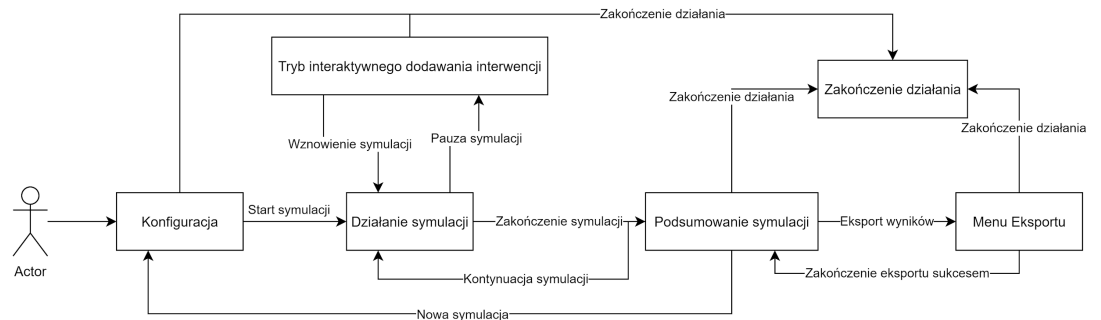 Zakończenie działania
Tryb interaktywnego dodawania interwencji
Zakończenie działania
Zakończenie działania
Zakończenie działania
Wznowienie symulacji
Pauza symulacji
Actor
Konfiguracja
Start symulacji
Działanie symulacji
Zakończenie symulacji
Podsumowanie symulacji
Eksport wyników
Menu Eksportu
Kontynuacja symulacji
Zakończenie eksportu sukcesem
Nowa symulacja